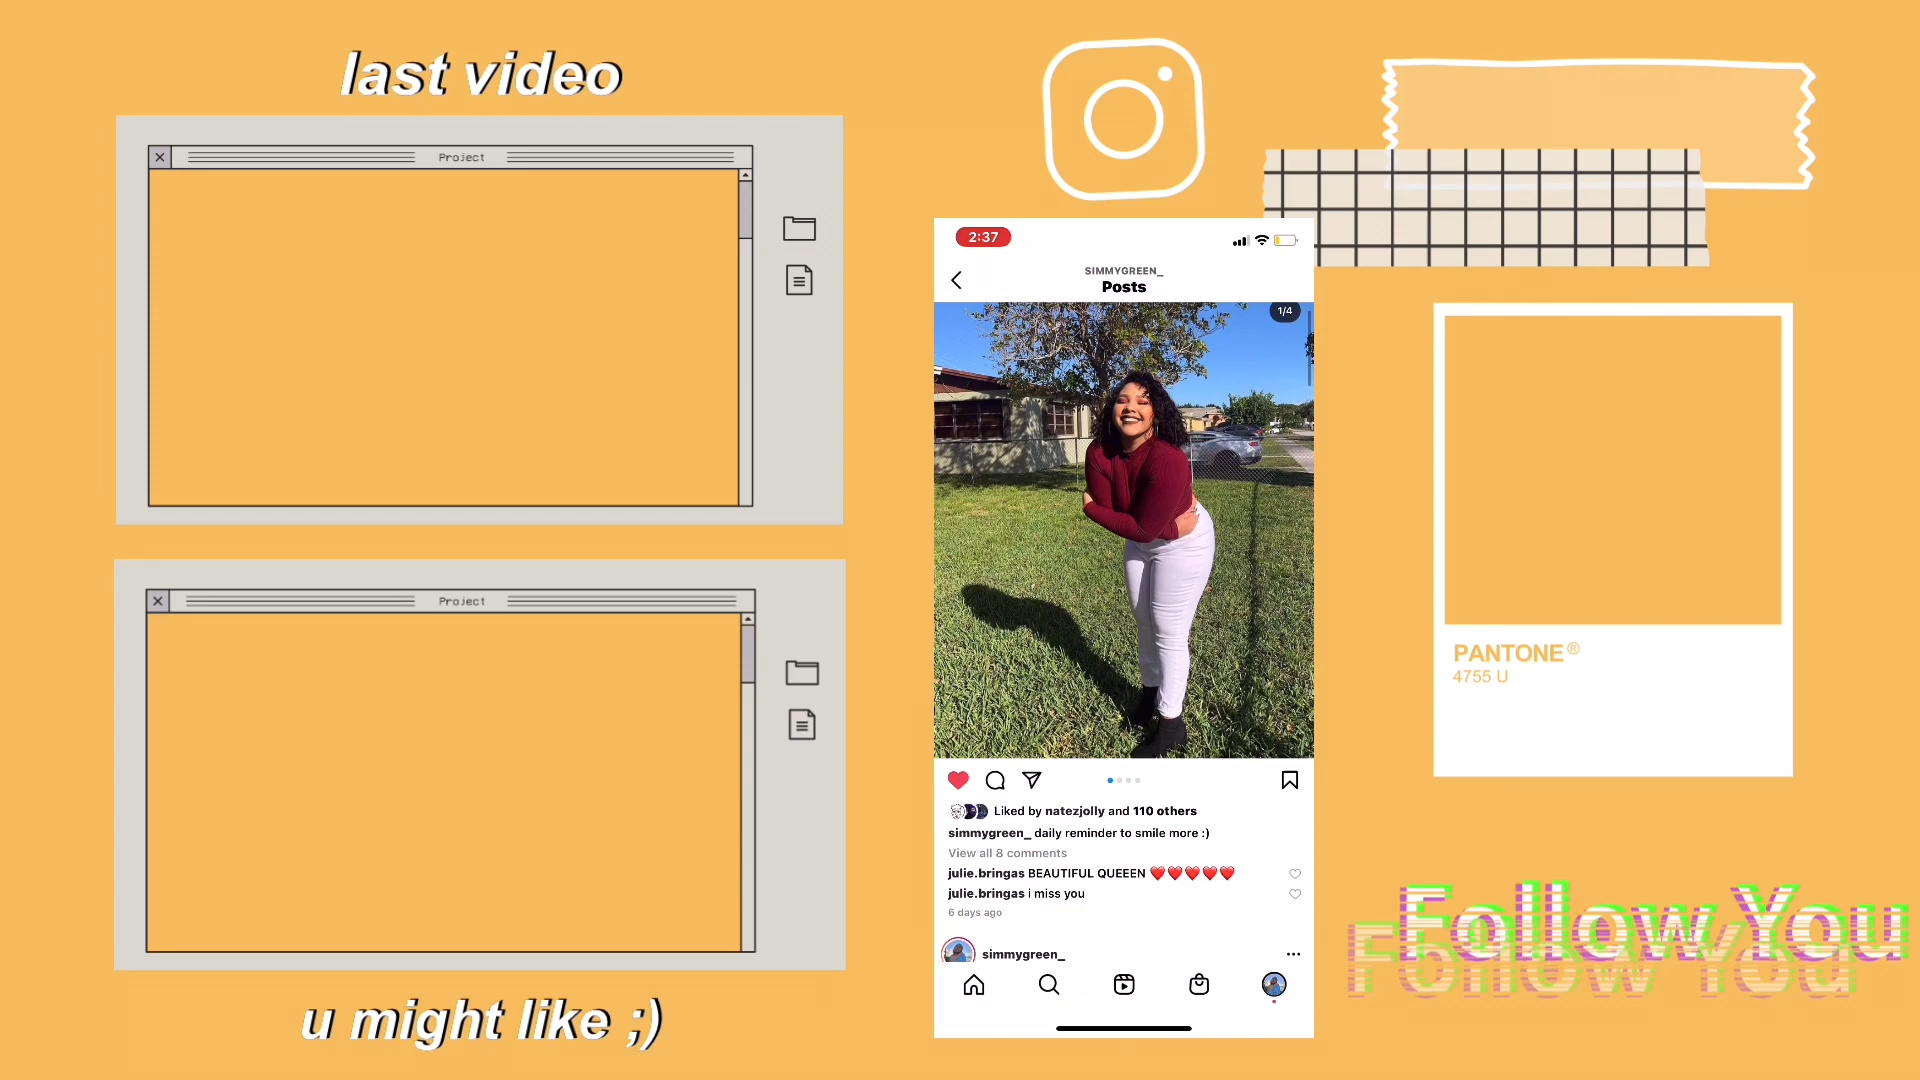 last video
Project
Project
u might like ;)
2:37
SIMMYGREEN_
Posts
1/4
Liked by natezjolly and 110 others
simmygreen_ daily reminder to smile more :)
View all 8 comments
julie.bringas BEAUTIFUL QUEEEN ❤️❤️❤️❤️❤️
julie.bringas i miss you
6 days ago
simmygreen_
PANTONE®
4755 U
Follow You
Follow You